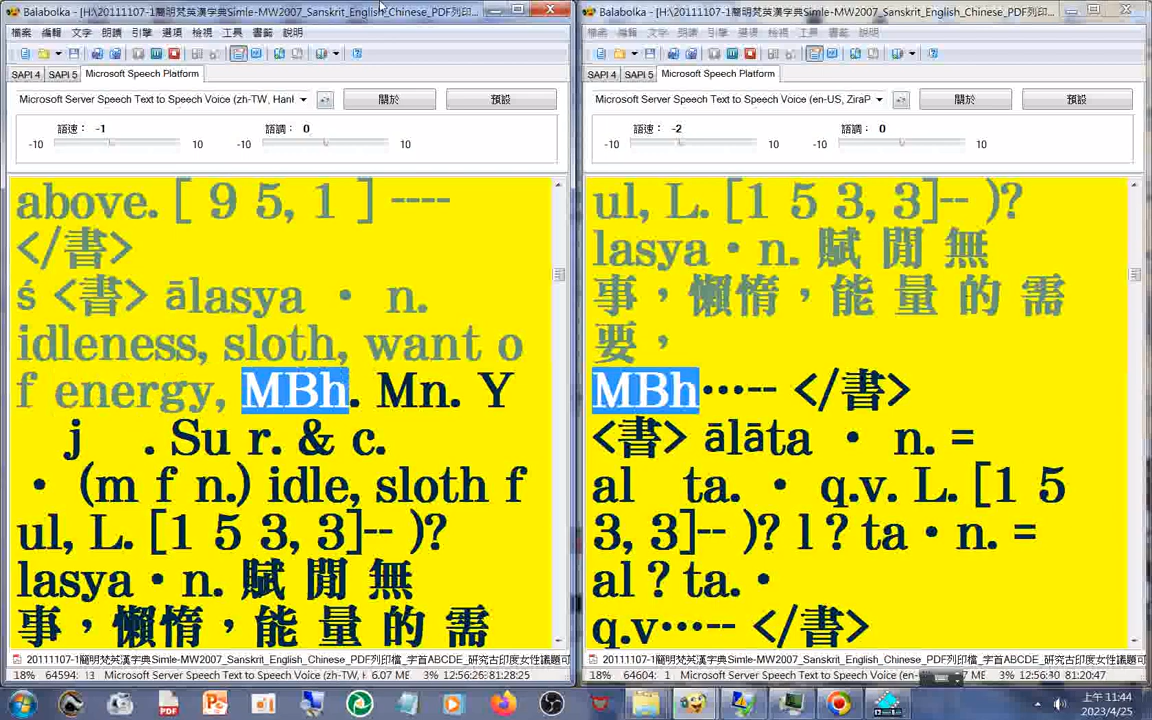 Balabolka - [H:\20111107-1簡明梵英漢字典Simle-MW2007_Sanskrit_English_Chinese_PDF列印...
檔案 編輯 文字 朗讀 引擎 選項 檢視 工具 書籤 說明
SAPI 4 SAPI 5 Microsoft Speech Platform
Microsoft Server Speech Text to Speech Voice (zh-TW, Hanl
關於 預設
語速： -1 語調： 0
-10 10 -10 10
above. [ 9 5, 1 ] ----
</書>
ś <書> ālasya • n.
idleness, sloth, want o
f energy, MBh. Mn. Y
j . Su r. & c.
• (m f n.) idle, sloth f
ul, L. [1 5 3, 3]-- )?
lasya • n. 賦 閒 無
事，懶惰，能 量 的 需
20111107-1簡明梵英漢字典Simle-MW2007_Sanskrit_English_Chinese_PDF列印檔_字首ABCDE_研究古印度女性議題可
18% 64594: 13 Microsoft Server Speech Text to Speech Voice (zh-TW, 6.07 MB 3% 12:56:26
81:28:25
Balabolka - [H:\20111107-1簡明梵英漢字典Simle-MW2007_Sanskrit_English_Chinese_PDF列印...
檔案 編輯 文字 朗讀 引擎 選項 檢視 工具 書籤 說明
SAPI 4 SAPI 5 Microsoft Speech Platform
Microsoft Server Speech Text to Speech Voice (en-US, ZiraP
關於 預設
語速： -2 語調： 0
-10 10 -10 10
ul, L. [1 5 3, 3]-- )?
lasya • n. 賦 閒 無
事，懶惰，能 量 的 需
要，
MBh…-- </書>
<書> ālāta • n. =
al ta. • q.v. L. [1 5
3, 3]-- )? l ? ta • n. =
al ? ta. •
q.v…-- </書>
20111107-1簡明梵英漢字典Simle-MW2007_Sanskrit_English_Chinese_PDF列印檔_字首ABCDE_研究古印度女性議題可
18% 64604: 1 Microsoft Server Speech Text to Speech Voice (en-US, 6.07 MB 3% 12:56:30
81:20:47
上午 11:44
2023/4/25